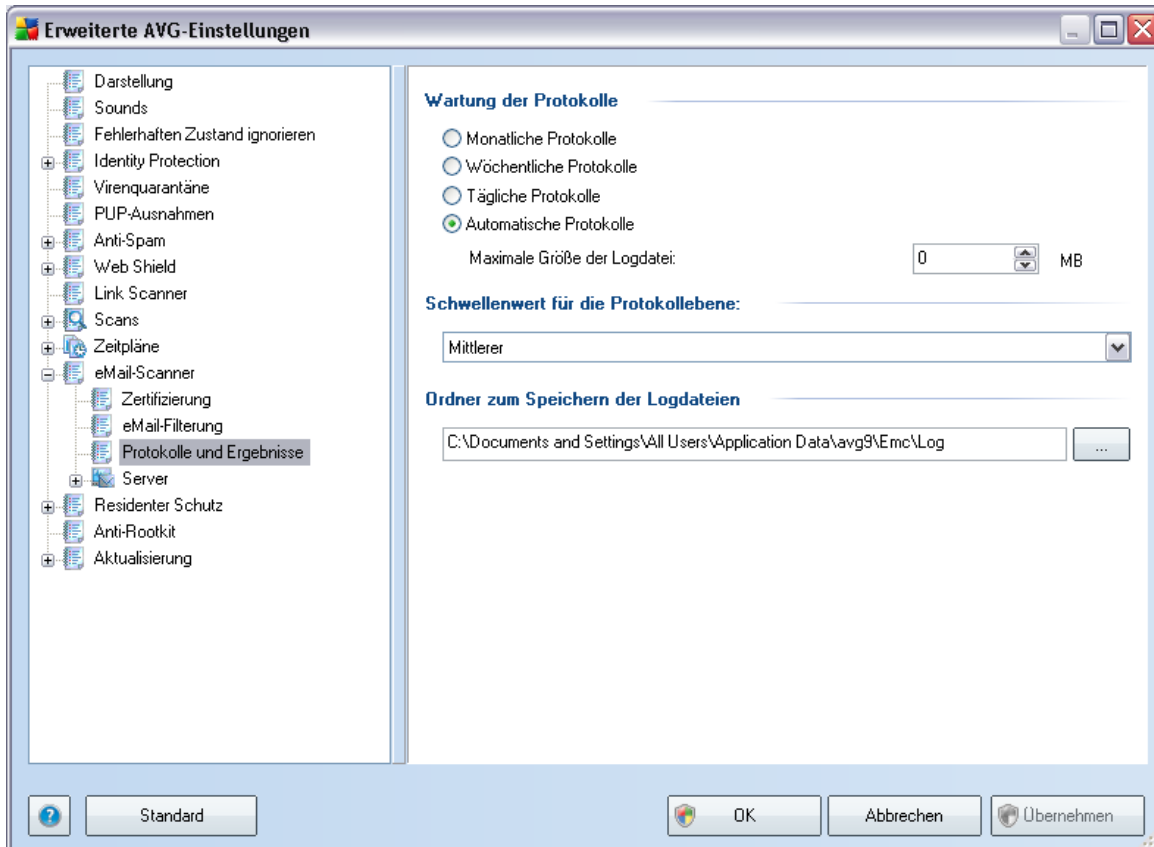 Erweiterte AVG-Einstellungen
Darstellung
Sounds
Fehlerhaften Zustand ignorieren
Identity Protection
Virenquarantäne
PUP-Ausnahmen
Anti-Spam
Web Shield
Link Scanner
Scans
Zeitpläne
eMail-Scanner
Zertifizierung
eMail-Filterung
Protokolle und Ergebnisse
Server
Residenter Schutz
Anti-Rootkit
Aktualisierung
Wartung der Protokolle
Monatliche Protokolle
Wöchentliche Protokolle
Tägliche Protokolle
Automatische Protokolle
Maximale Größe der Logdatei: 0 MB
Schwellenwert für die Protokollebene:
Mittlerer
Ordner zum Speichern der Logdateien
C:\Documents and Settings\All Users\Application Data\avg9\Emc\Log ...
? Standard OK Abbrechen Übernehmen